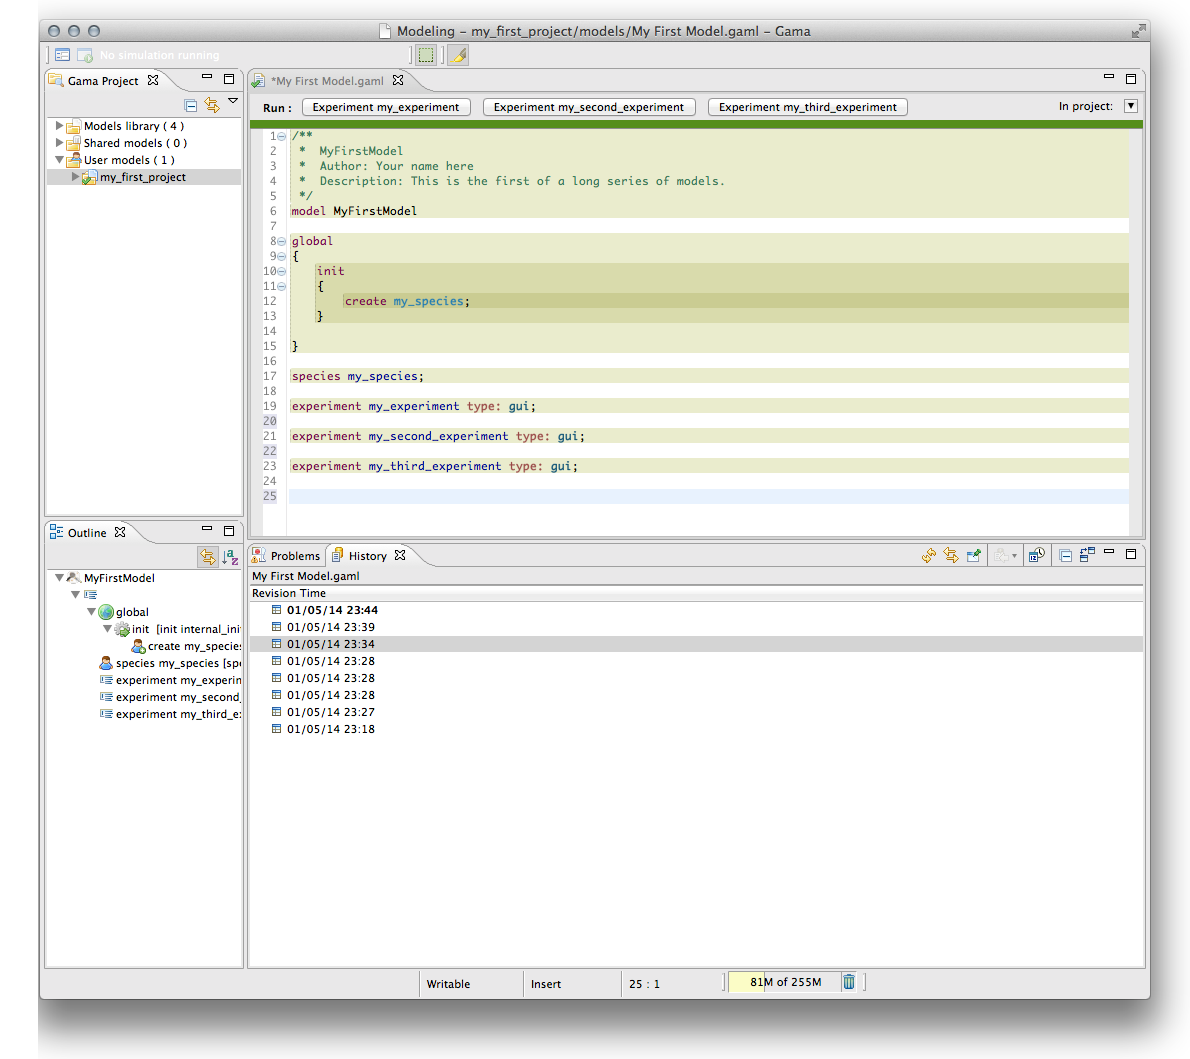 Modeling – my_first_project/models/My First Model.gaml – Gama
No simulation running
Gama Project
Models library ( 4 )
Shared models ( 0 )
User models ( 1 )
my_first_project
*My First Model.gaml
Run : Experiment my_experiment Experiment my_second_experiment Experiment my_third_experiment In project:
1 /**
2 * MyFirstModel
3 * Author: Your name here
4 * Description: This is the first of a long series of models.
5 */
6 model MyFirstModel
7
8 global
9 {
10 init
11 {
12 create my_species;
13 }
14
15 }
16
17 species my_species;
18
19 experiment my_experiment type: gui;
20
21 experiment my_second_experiment type: gui;
22
23 experiment my_third_experiment type: gui;
24
25
Outline
MyFirstModel
global
init [init internal_ini
create my_species
species my_species [spe
experiment my_experim
experiment my_second_
experiment my_third_e
Problems History
My First Model.gaml
Revision Time
01/05/14 23:44
01/05/14 23:39
01/05/14 23:34
01/05/14 23:28
01/05/14 23:28
01/05/14 23:28
01/05/14 23:27
01/05/14 23:18
Writable Insert 25 : 1 81M of 255M